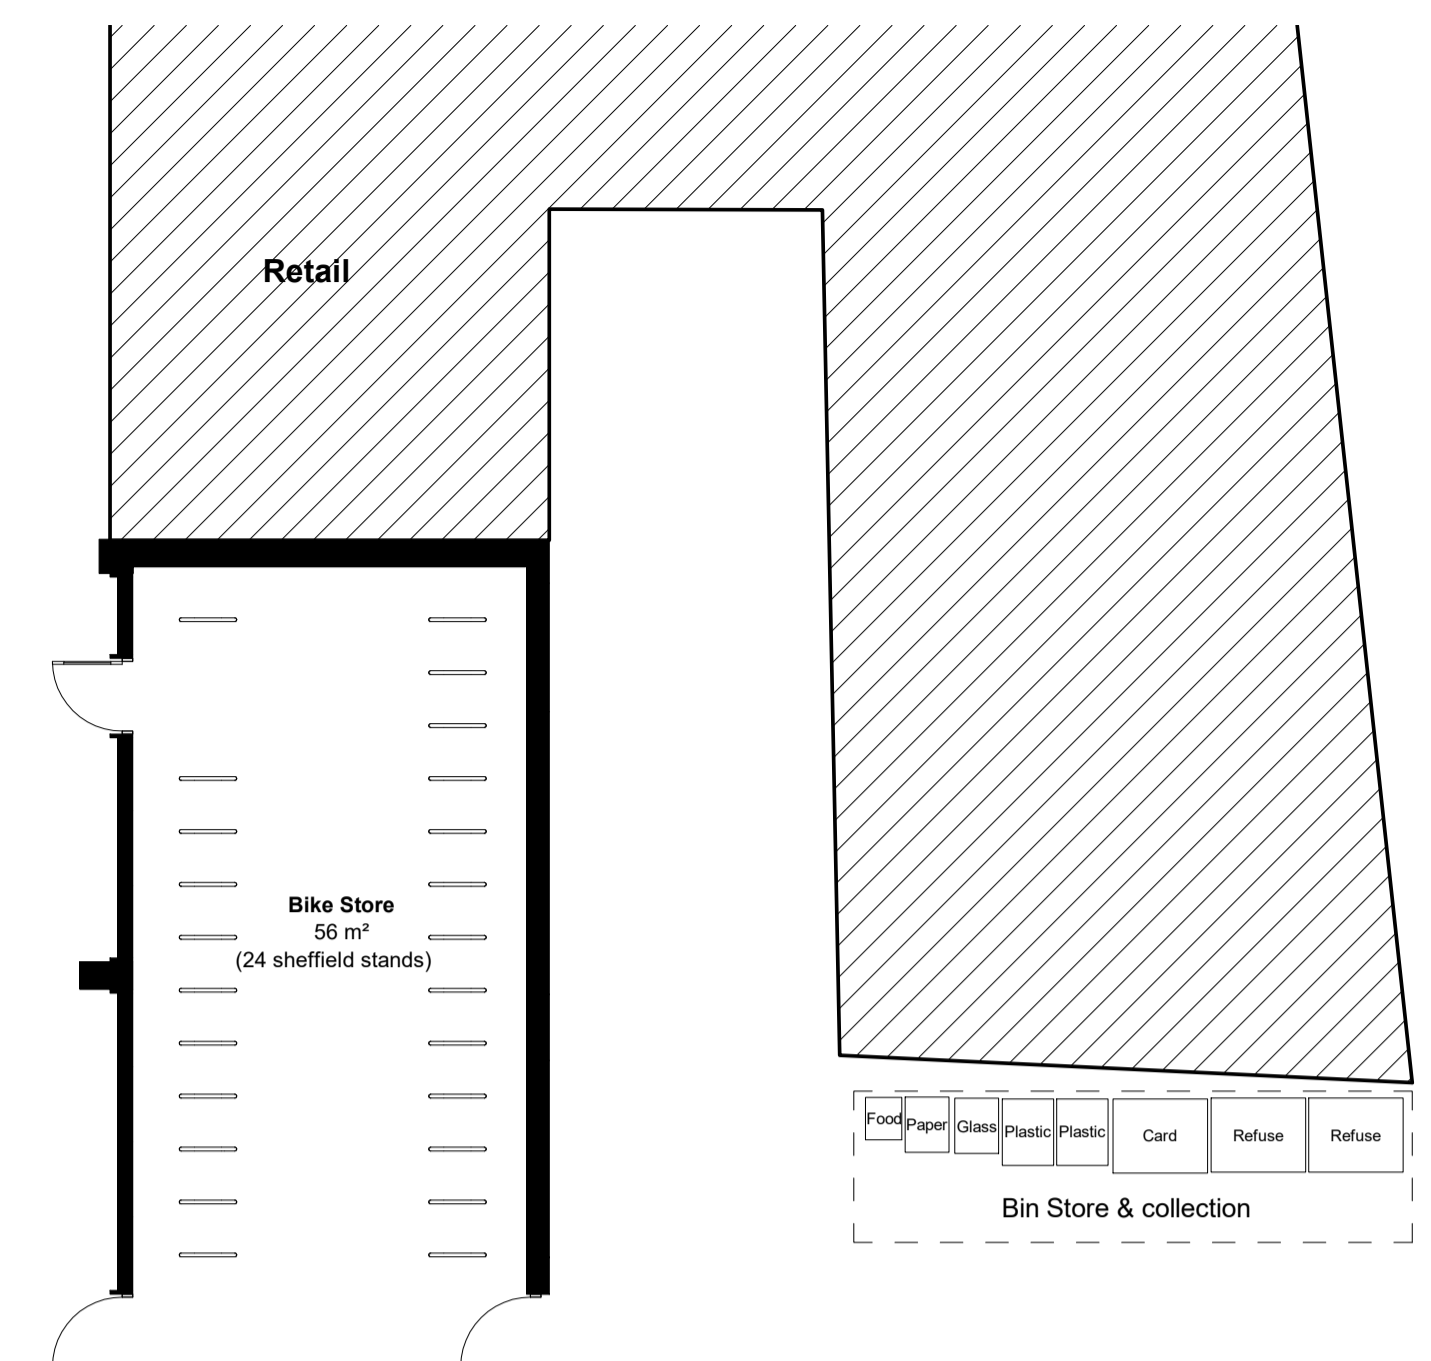 Retail
Bike Store
56 m²
(24 sheffield stands)
Food
Paper
Glass
Plastic
Plastic
Card
Refuse
Refuse
Bin Store & collection